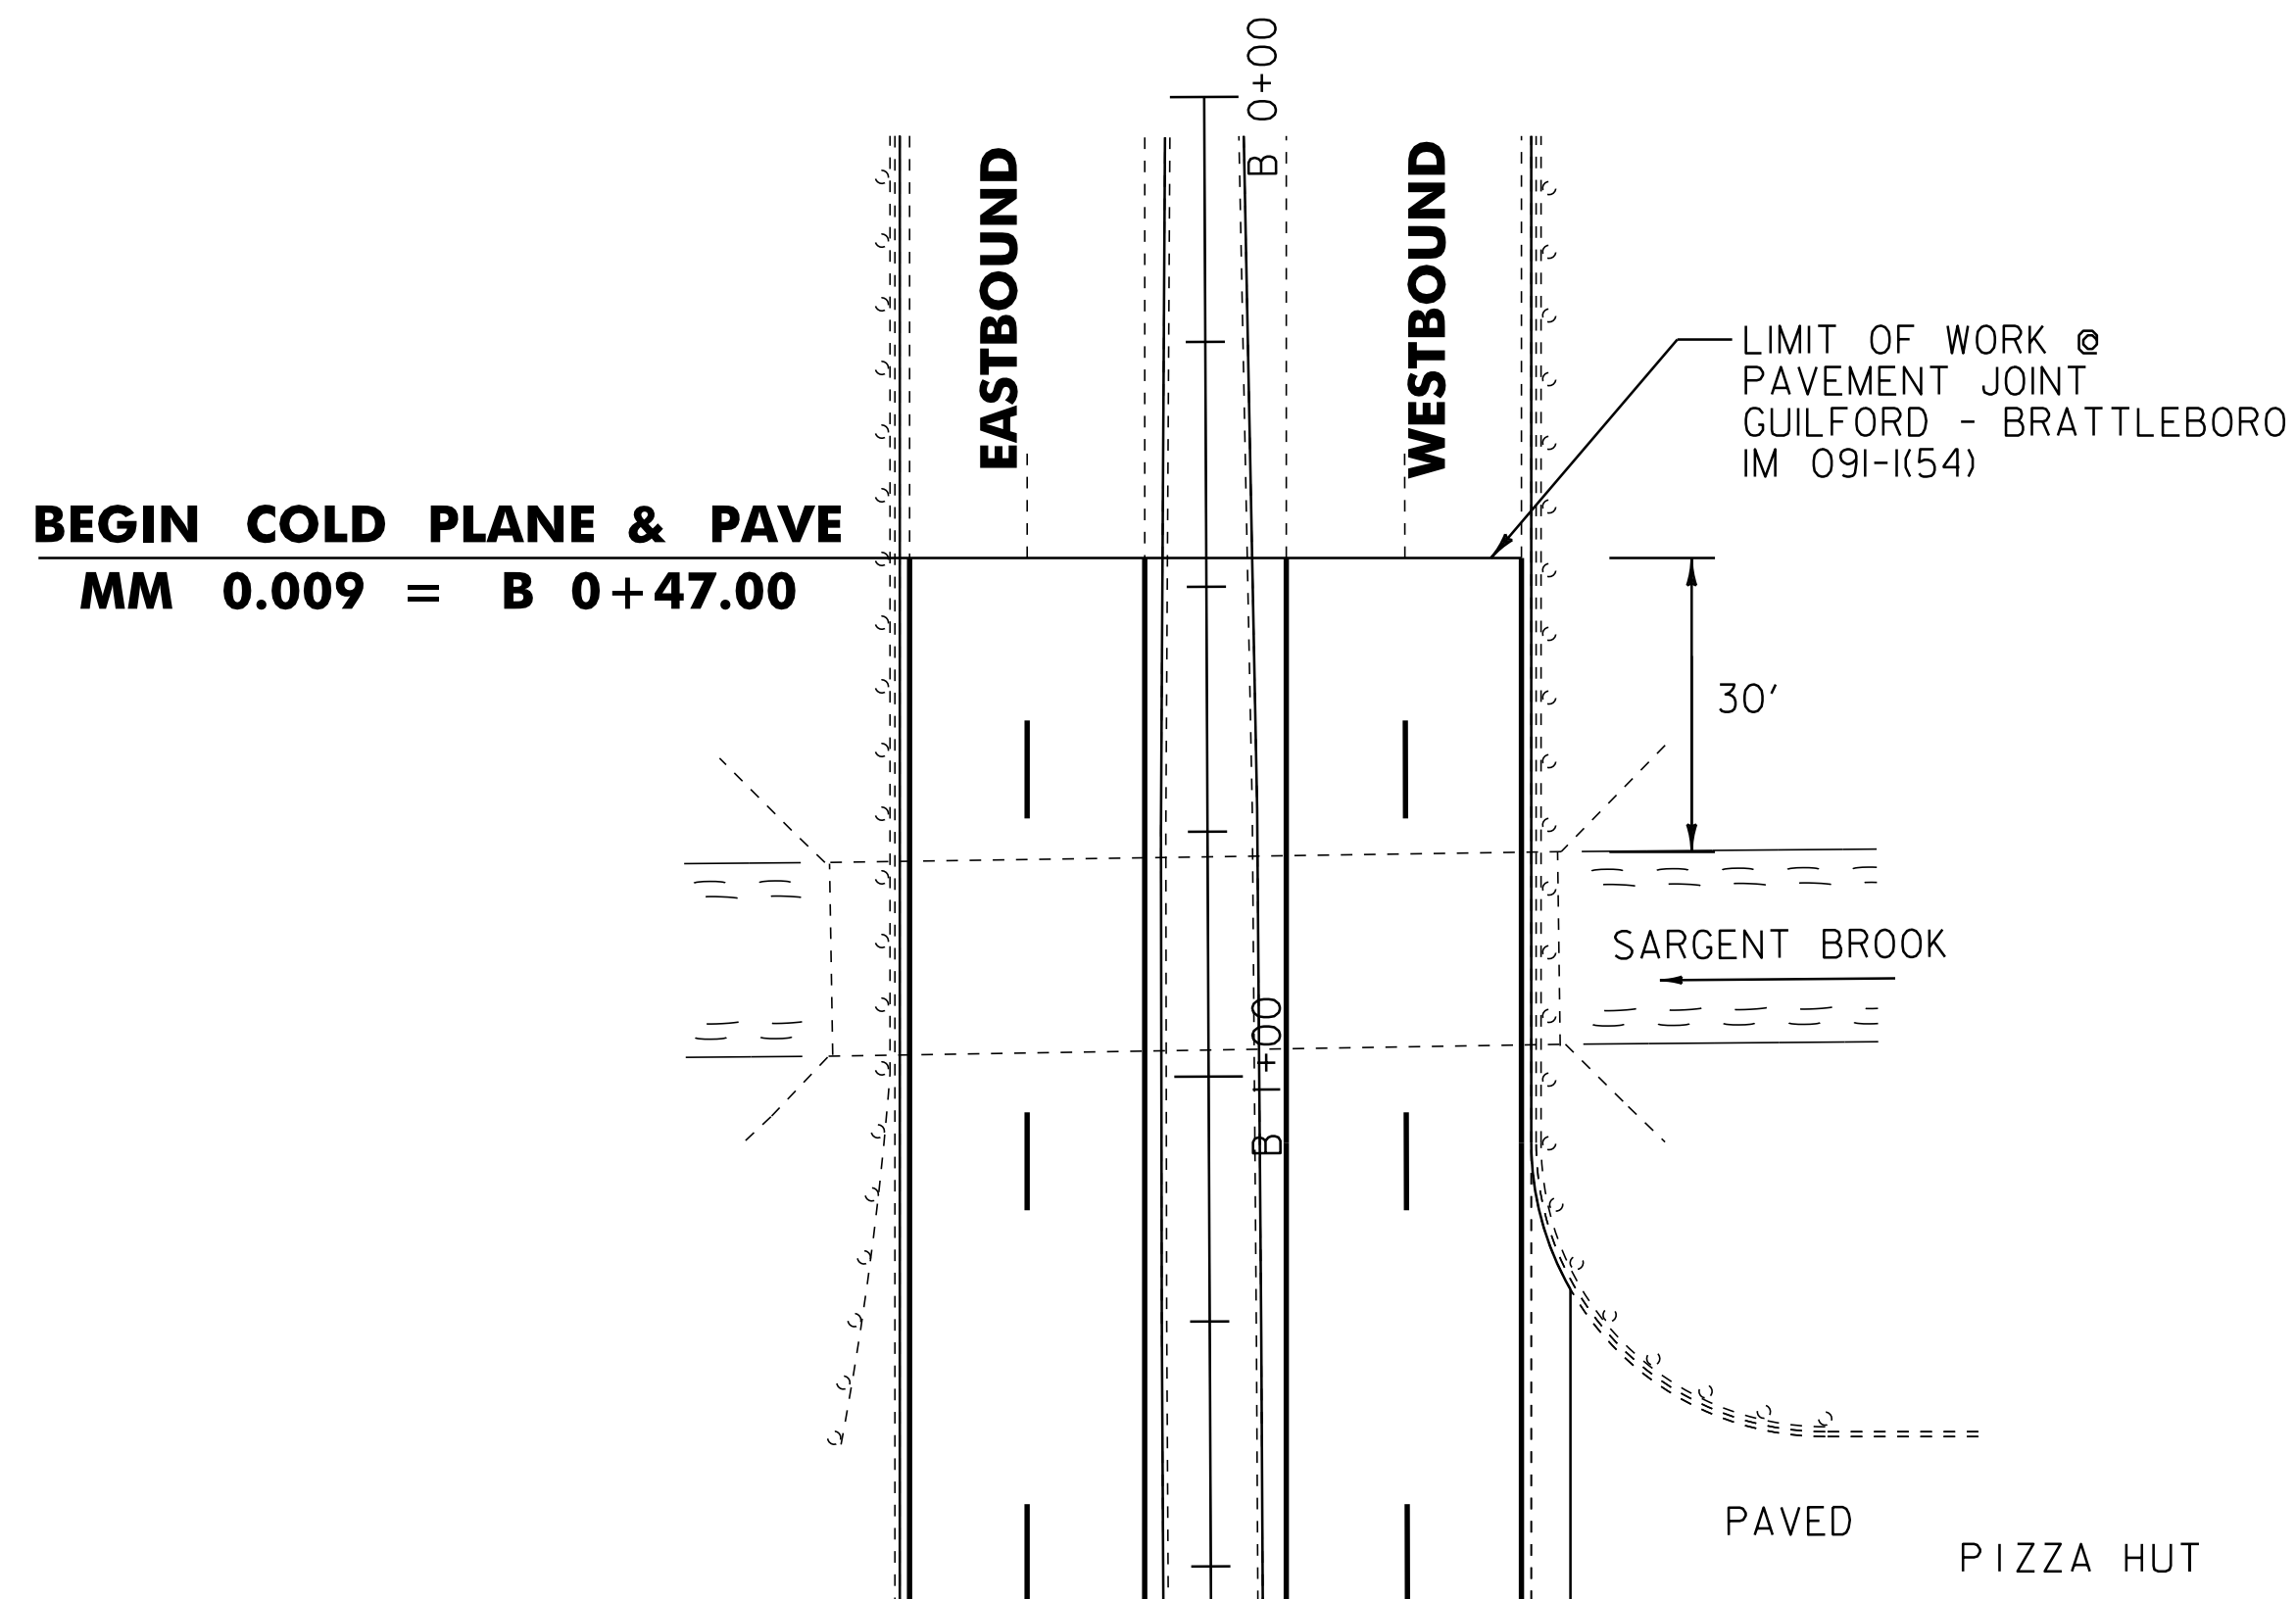 B 0+00
EASTBOUND
WESTBOUND
LIMIT OF WORK @
PAVEMENT JOINT
GUILFORD - BRATTLEBORO
IM 091-1(54)
BEGIN COLD PLANE & PAVE
MM 0.009 = B 0+47.00
30'
SARGENT BROOK
B 1+00
PAVED
PIZZA HUT